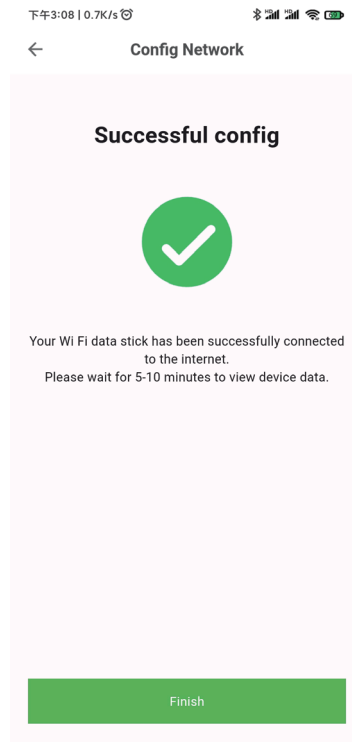 下午3:08 | 0.7K/s
Config Network
Successful config
Your Wi Fi data stick has been successfully connected
to the internet.
Please wait for 5-10 minutes to view device data.
Finish